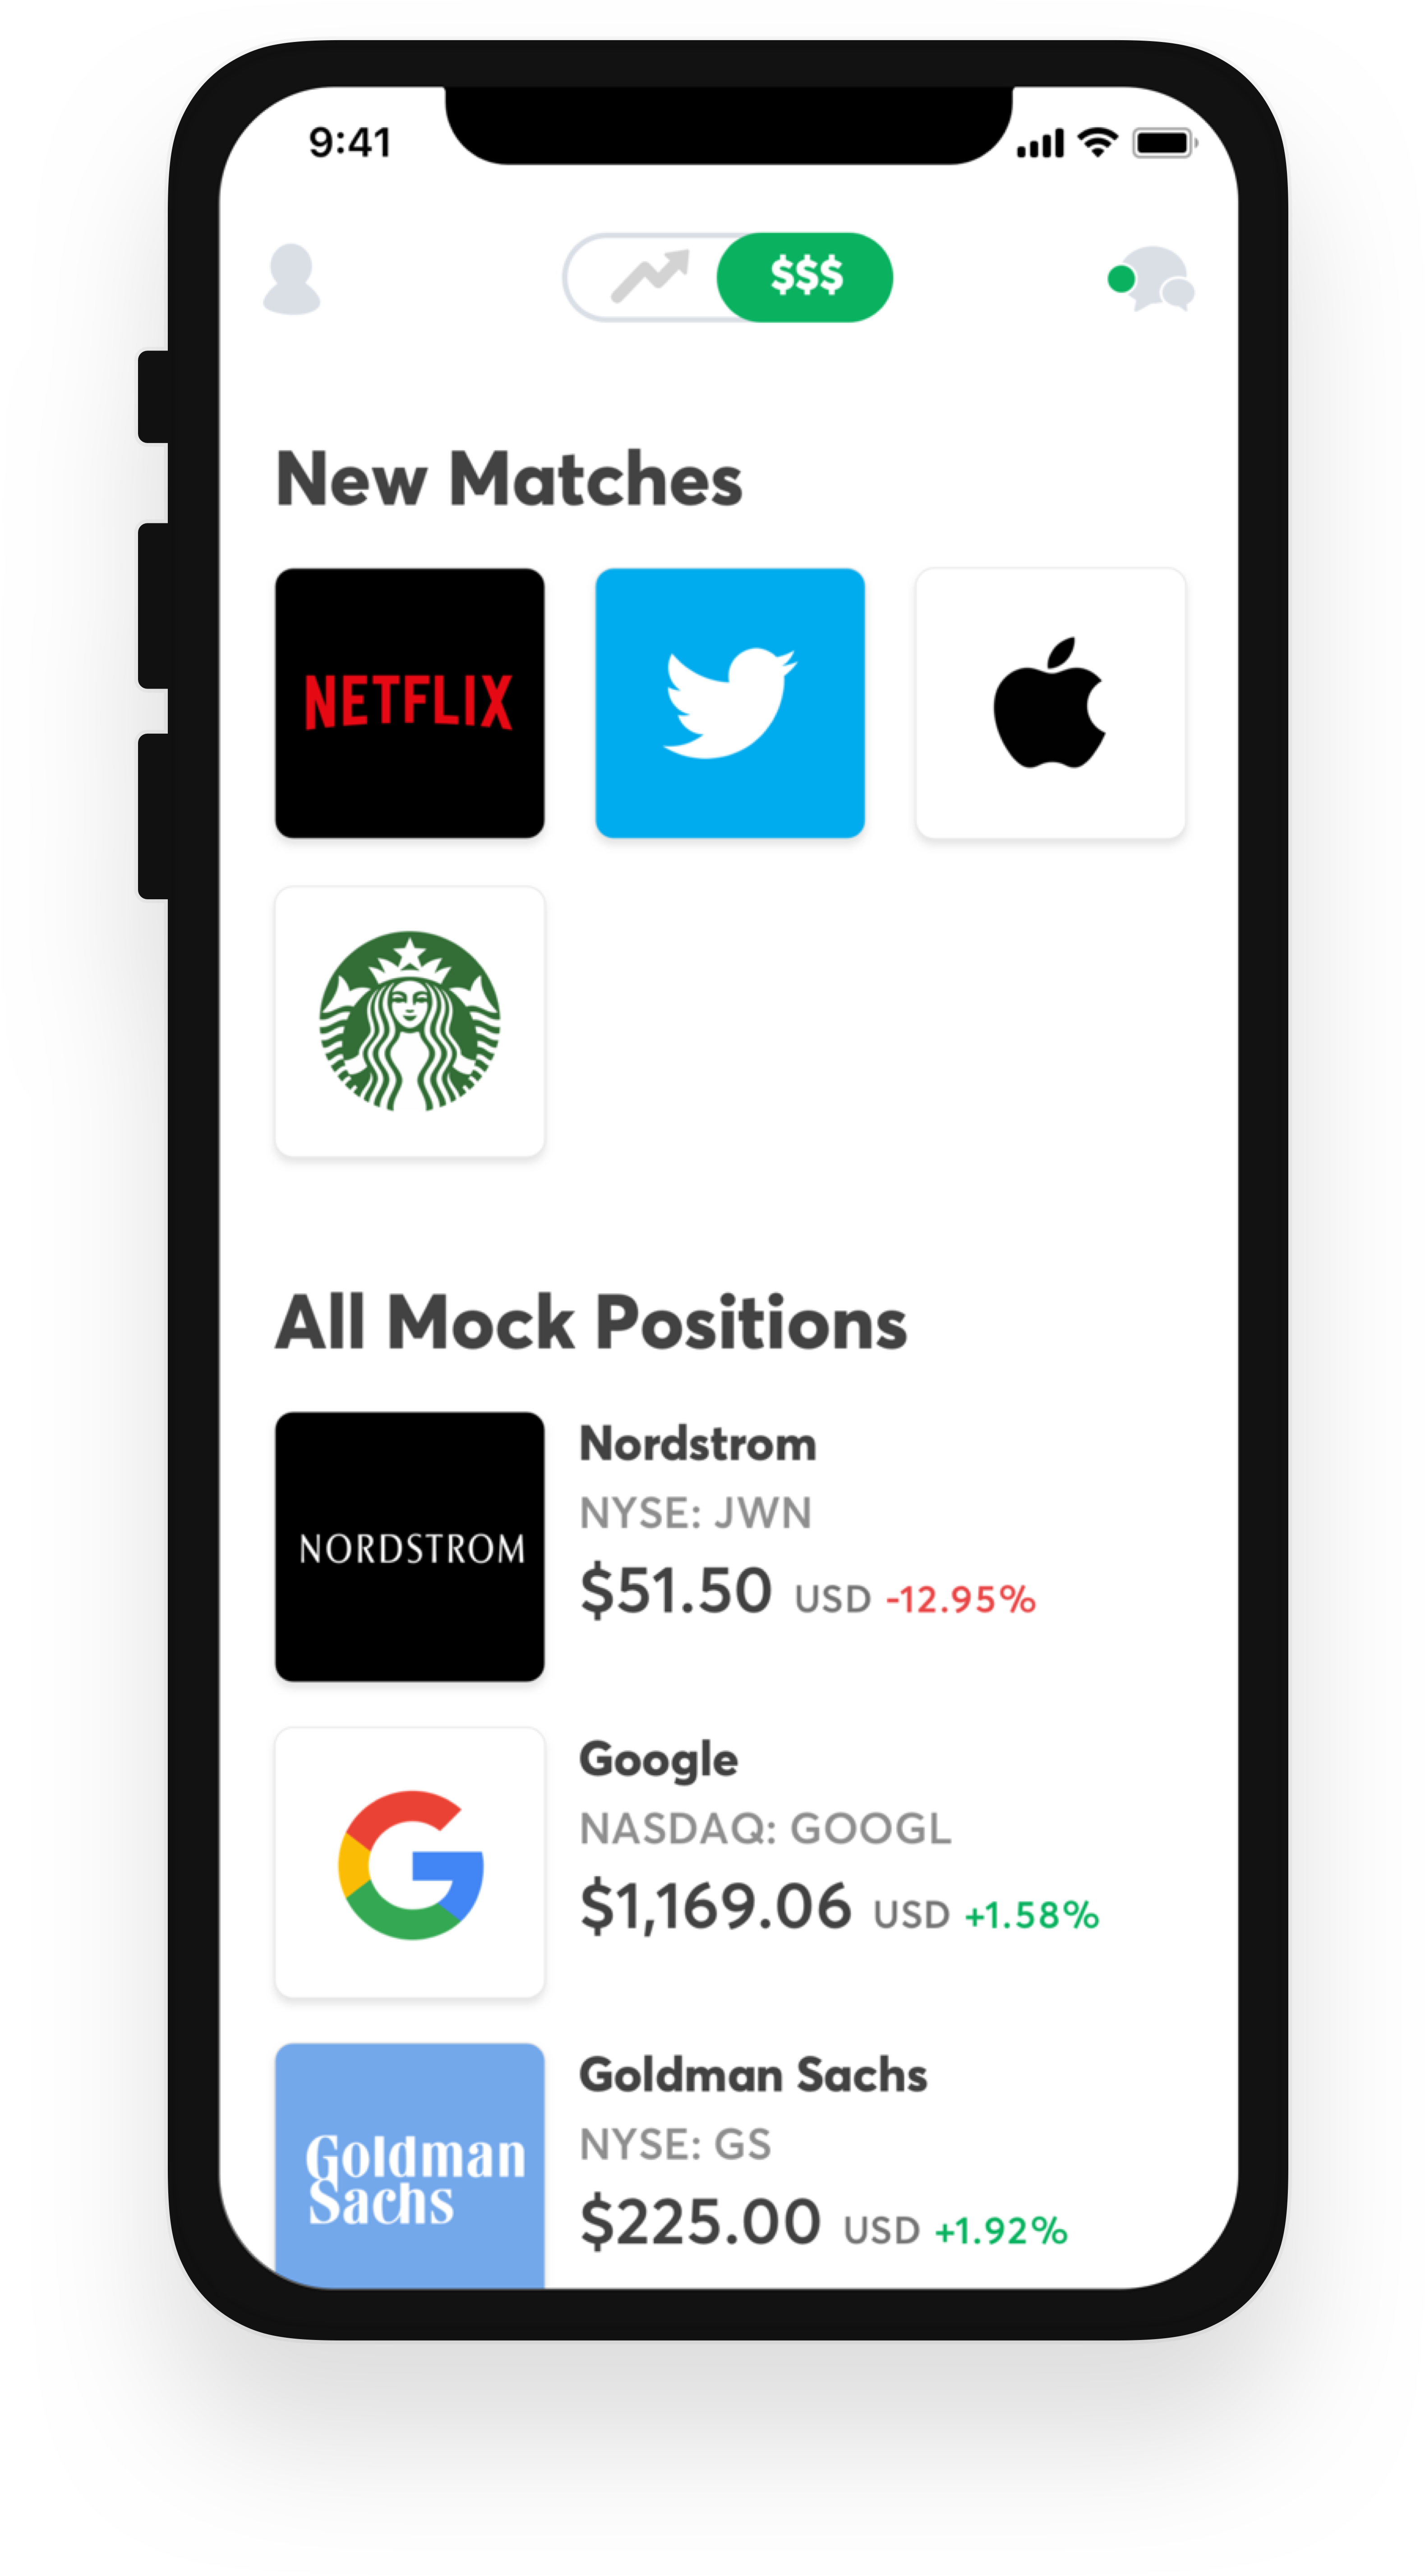 9:41
$$$
New Matches
NETFLIX
All Mock Positions
NORDSTROM
Nordstrom
NYSE: JWN
$51.50 USD -12.95%
Google
NASDAQ: GOOGL
$1,169.06 USD +1.58%
Goldman
Sachs
Goldman Sachs
NYSE: GS
$225.00 USD +1.92%